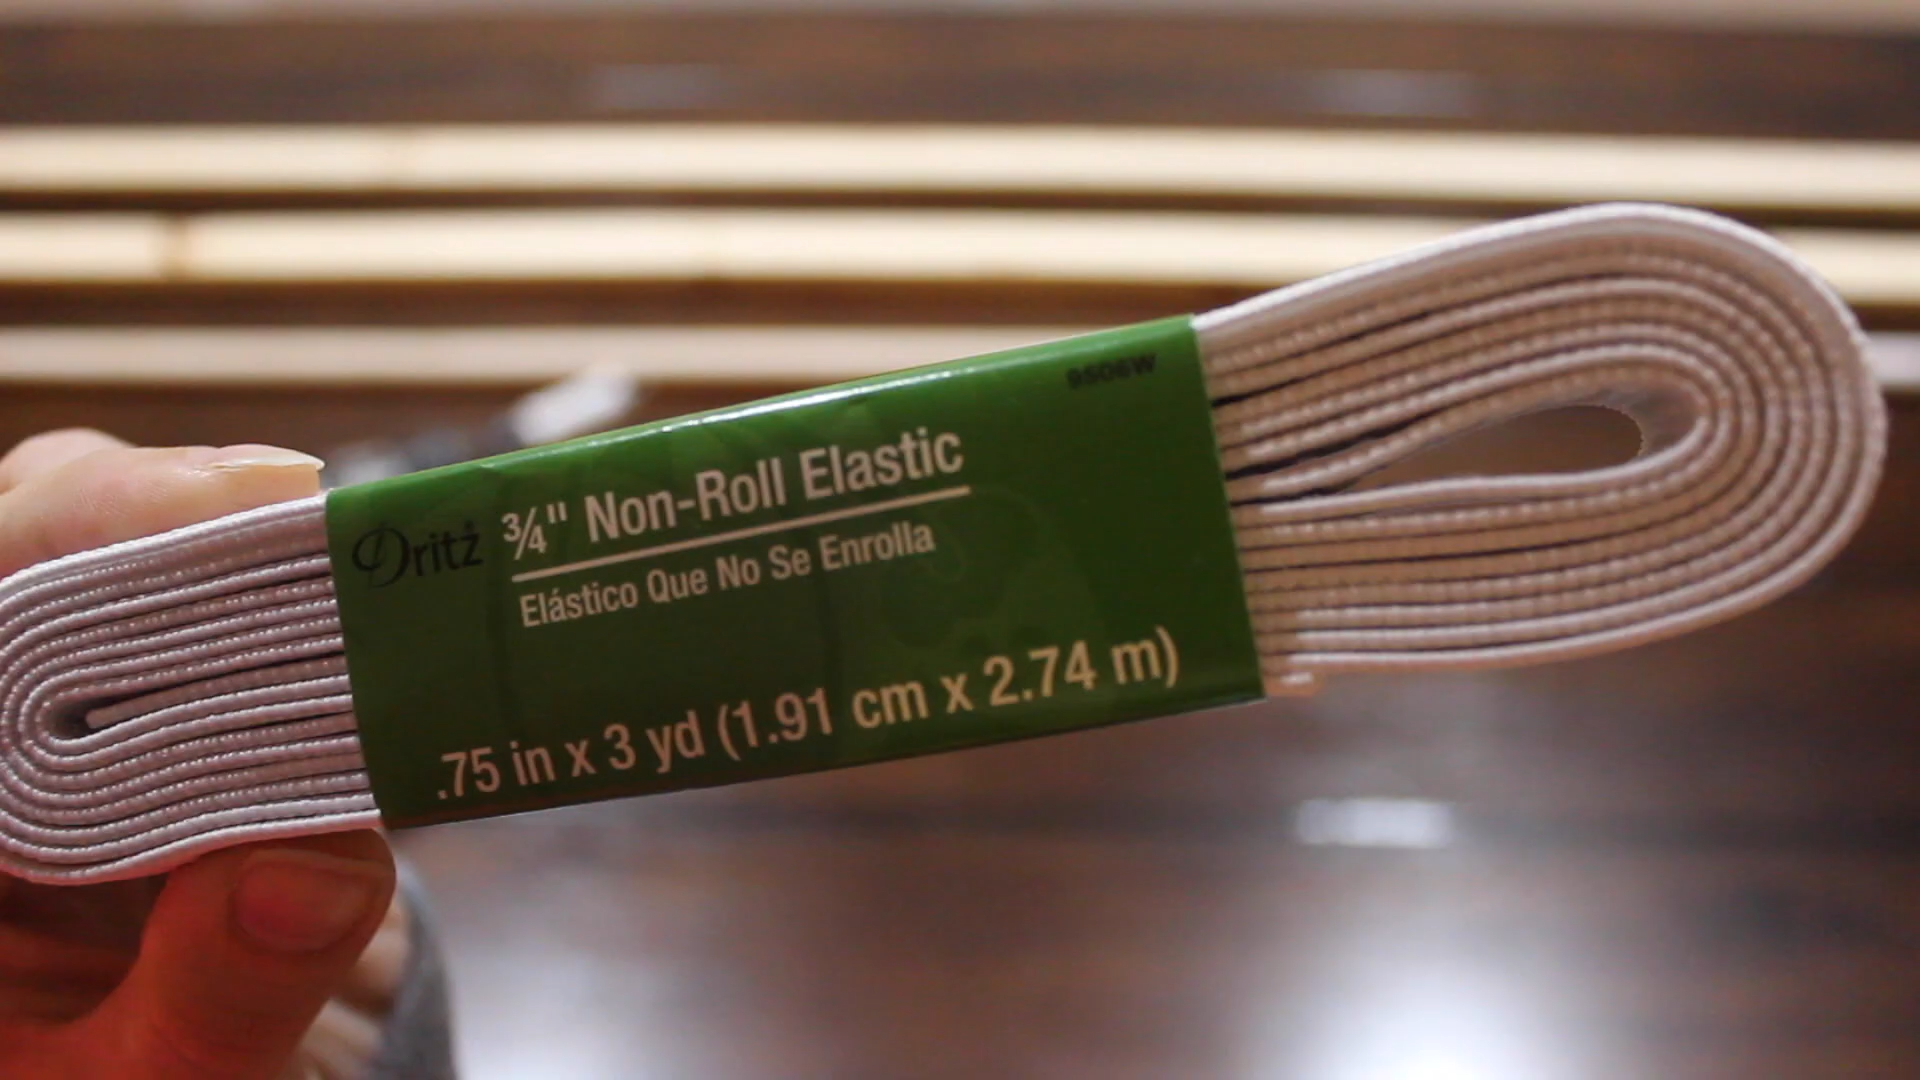 9506W
Dritz
¾" Non-Roll Elastic
Elástico Que No Se Enrolla
.75 in x 3 yd (1.91 cm x 2.74 m)